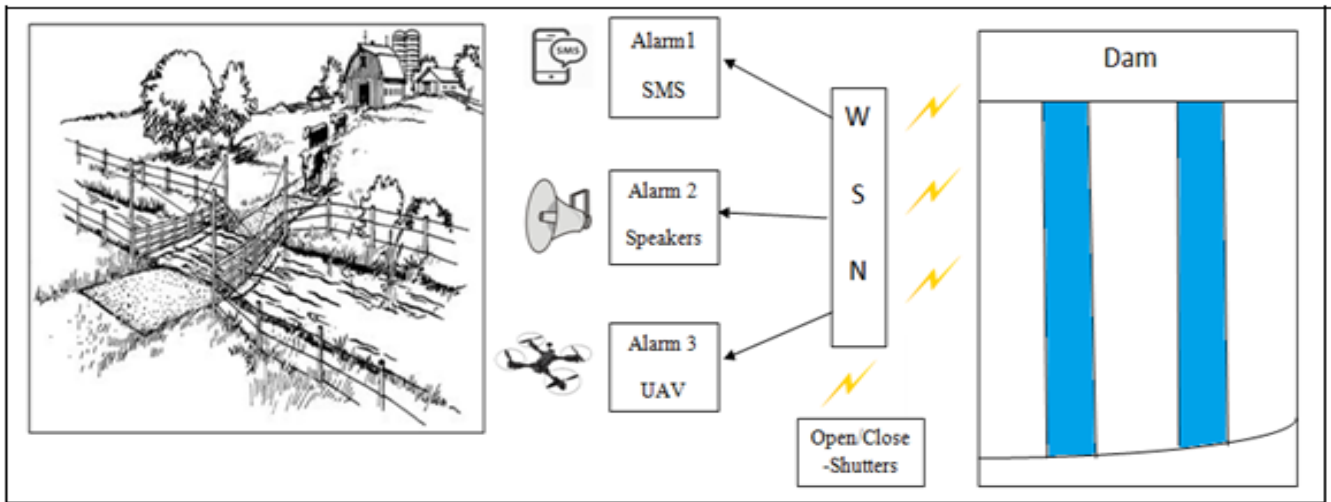 SMS
Alarm1
SMS
Alarm 2
Speakers
Alarm 3
UAV
W
S
N
Open/Close
-Shutters
Dam